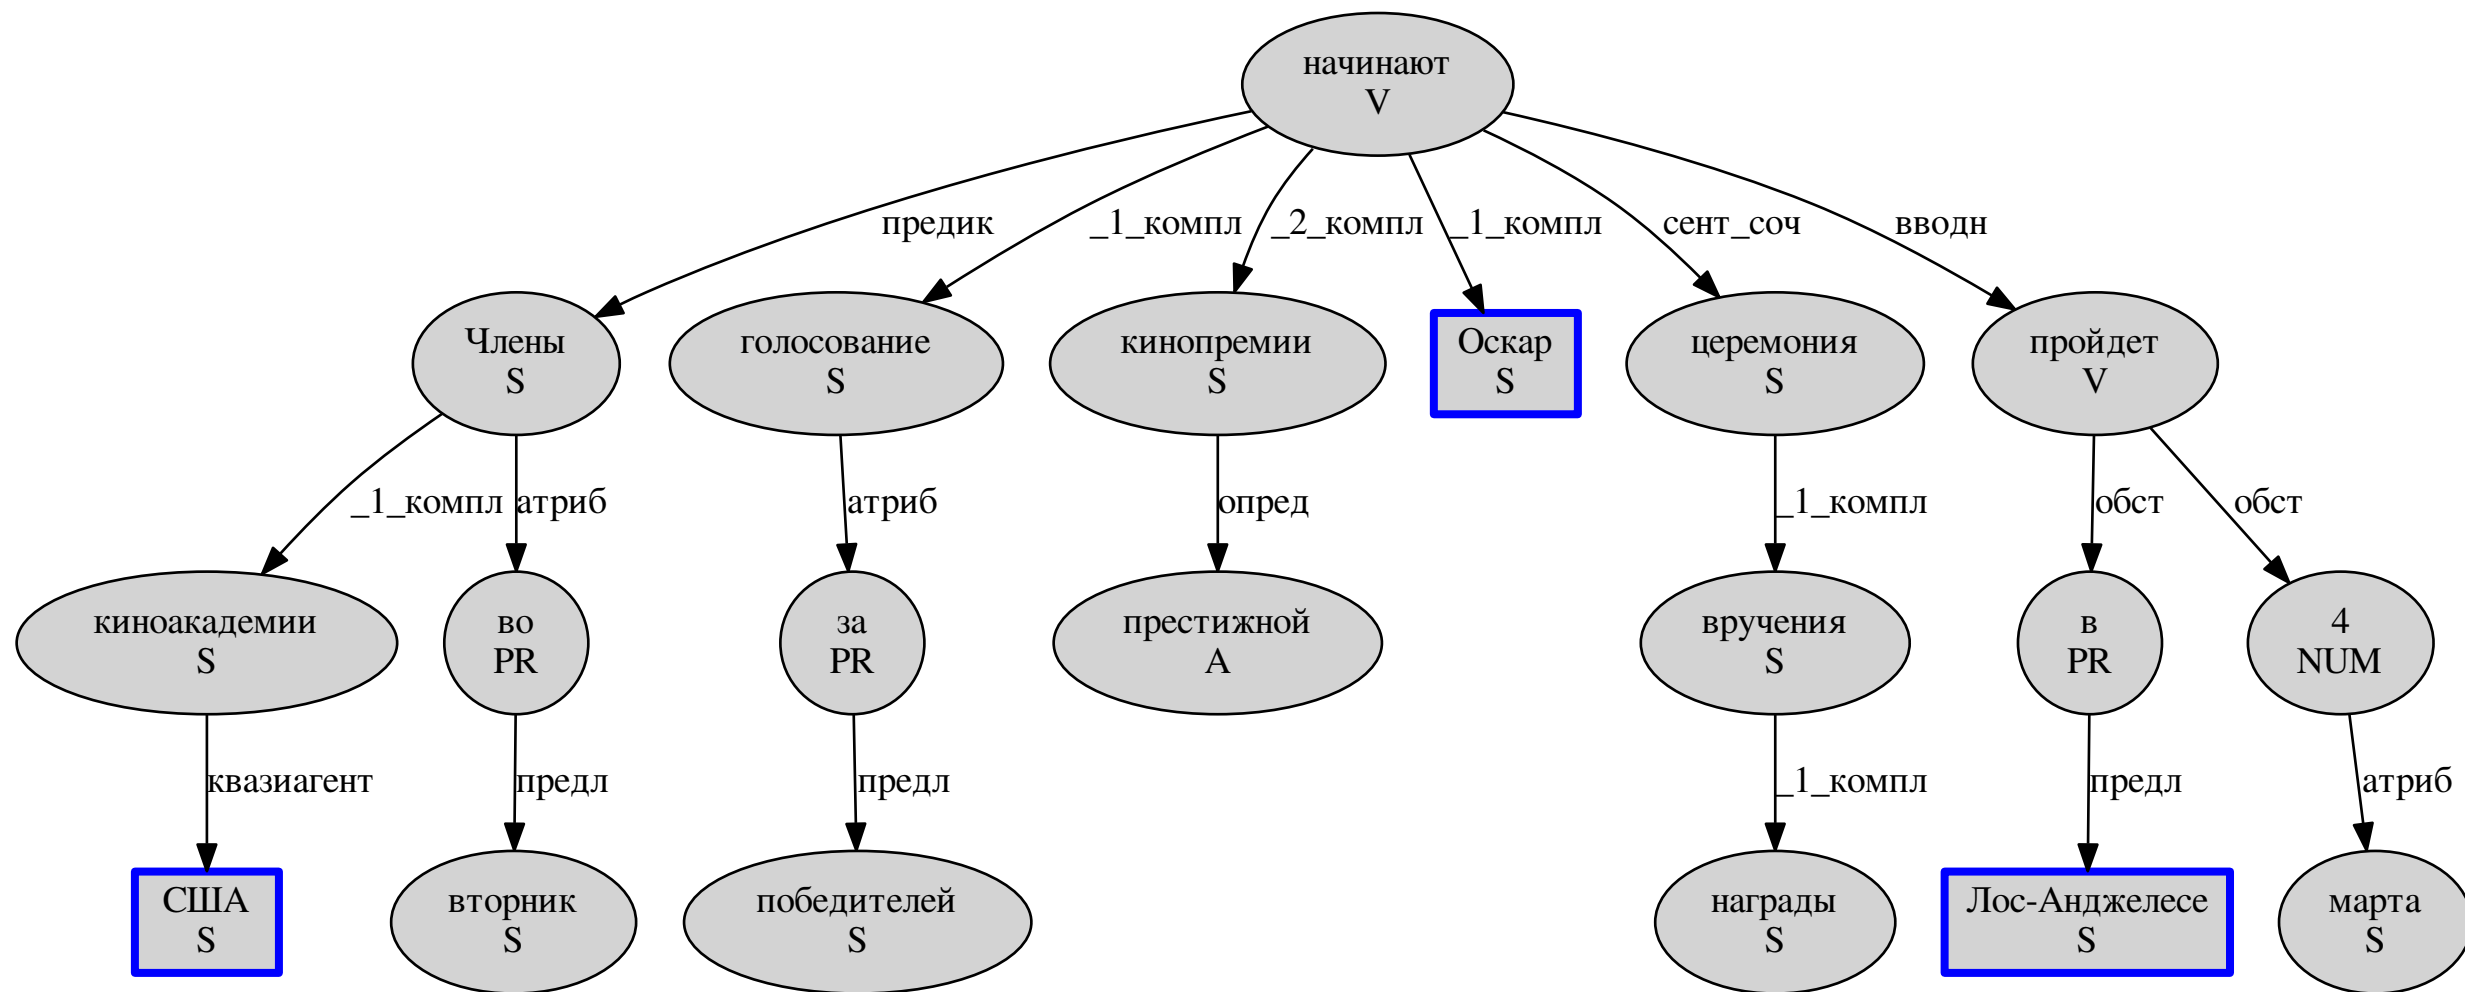 начинают
V
предик
_1_компл
_2_компл
_1_компл
сент_соч
вводн
Члены
S
голосование
S
кинопремии
S
Оскар
S
церемония
S
пройдет
V
_1_компл
атриб
атриб
опред
_1_компл
обст
обст
киноакадемии
S
во
PR
за
PR
престижной
A
вручения
S
в
PR
4
NUM
квазиагент
предл
предл
_1_компл
предл
атриб
США
S
вторник
S
победителей
S
награды
S
Лос-Анджелесе
S
марта
S